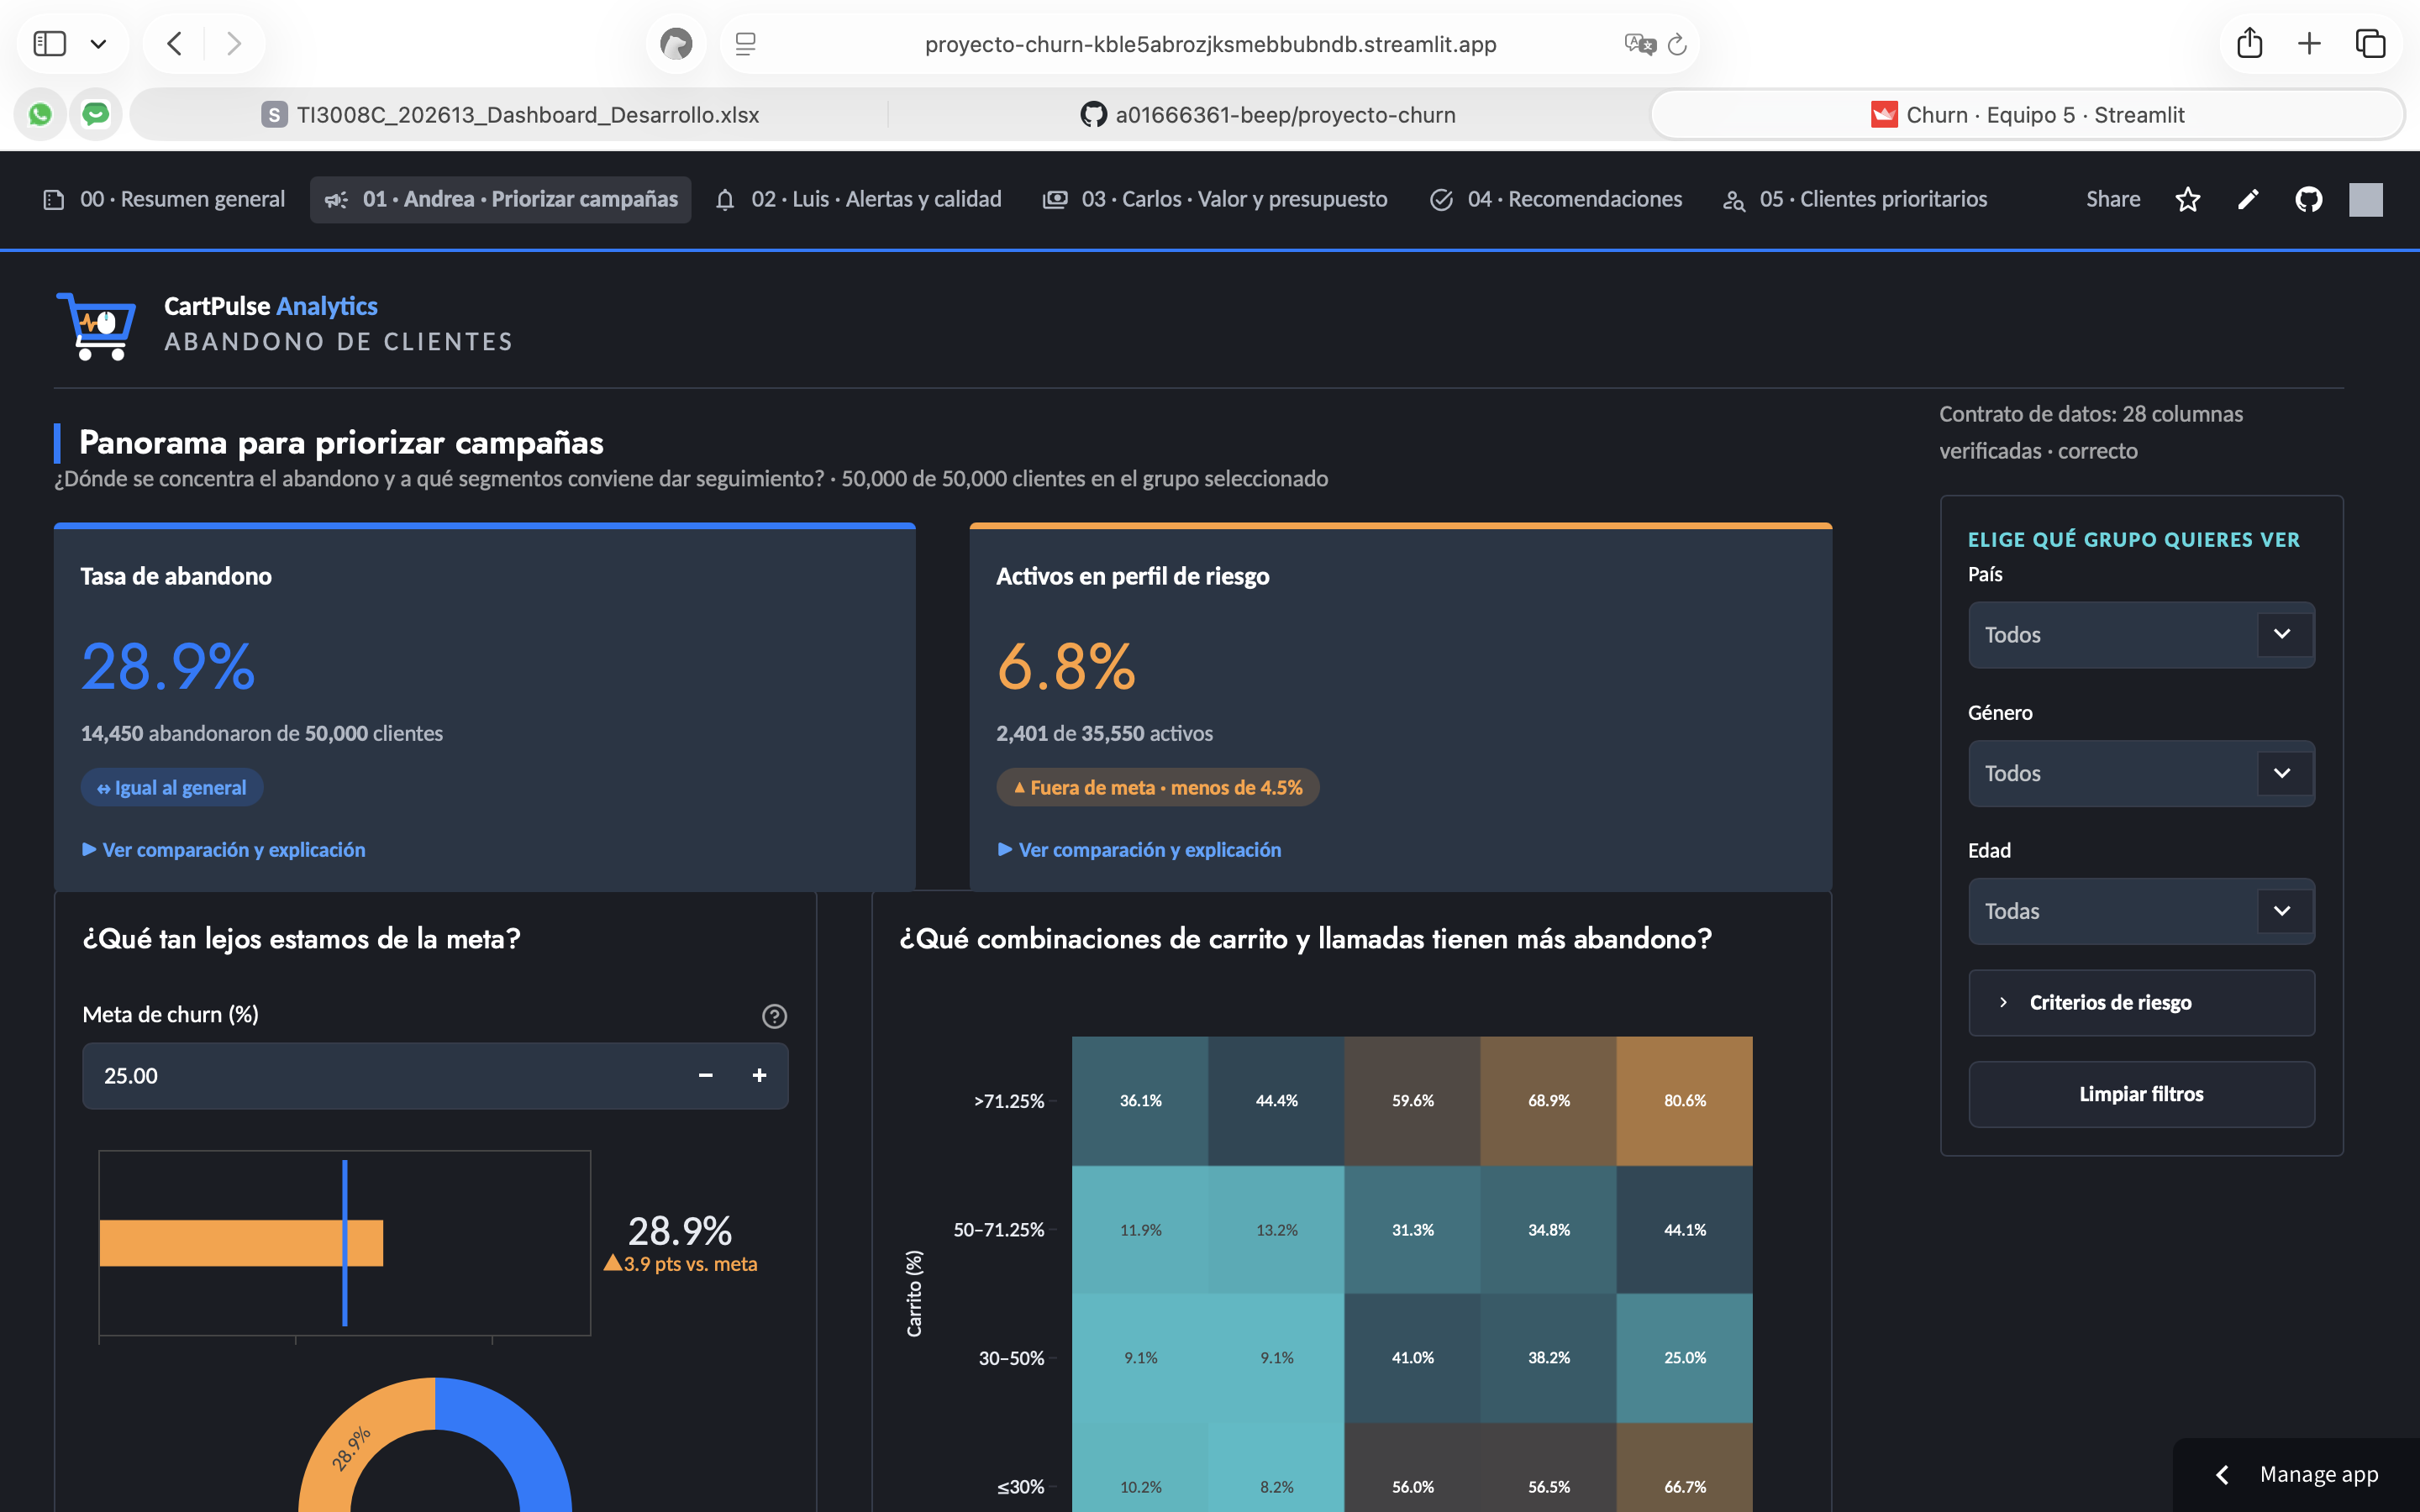 proyecto-churn-kble5abrozjksmebbubndb.streamlit.app
S TI3008C_202613_Dashboard_Desarrollo.xlsx
a01666361-beep/proyecto-churn
Churn · Equipo 5 · Streamlit
00 · Resumen general
01 · Andrea · Priorizar campañas
02 · Luis · Alertas y calidad
03 · Carlos · Valor y presupuesto
04 · Recomendaciones
05 · Clientes prioritarios
Share
CartPulse Analytics
ABANDONO DE CLIENTES
Panorama para priorizar campañas
¿Dónde se concentra el abandono y a qué segmentos conviene dar seguimiento? · 50,000 de 50,000 clientes en el grupo seleccionado
Tasa de abandono
28.9%
14,450 abandonaron de 50,000 clientes
↔ Igual al general
▶ Ver comparación y explicación
Activos en perfil de riesgo
6.8%
2,401 de 35,550 activos
▲ Fuera de meta · menos de 4.5%
▶ Ver comparación y explicación
¿Qué tan lejos estamos de la meta?
Meta de churn (%)
25.00
28.9%
▲3.9 pts vs. meta
28.9%
¿Qué combinaciones de carrito y llamadas tienen más abandono?
Carrito (%)
>71.25% 36.1% 44.4% 59.6% 68.9% 80.6%
50–71.25% 11.9% 13.2% 31.3% 34.8% 44.1%
30–50% 9.1% 9.1% 41.0% 38.2% 25.0%
≤30% 10.2% 8.2% 56.0% 56.5% 66.7%
Contrato de datos: 28 columnas
verificadas · correcto
ELIGE QUÉ GRUPO QUIERES VER
País
Todos
Género
Todos
Edad
Todas
Criterios de riesgo
Limpiar filtros
Manage app